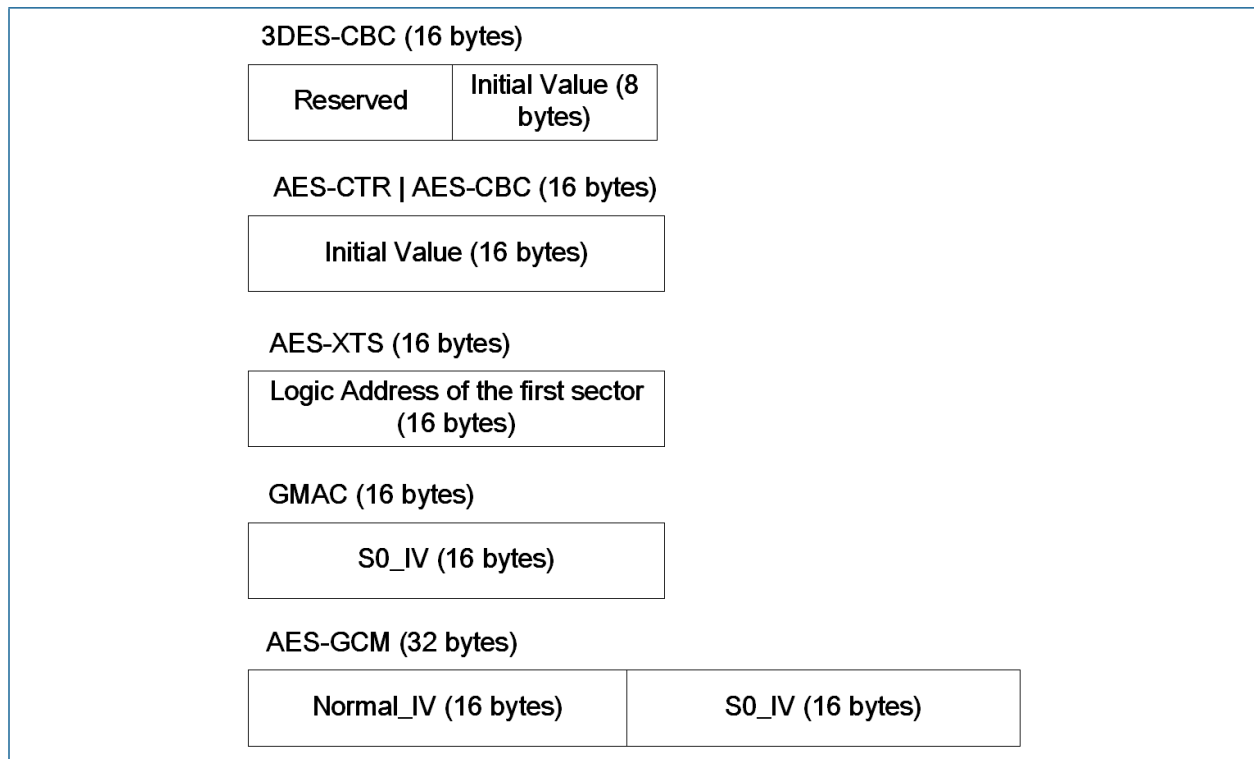 3DES-CBC (16 bytes)
Reserved
Initial Value (8
bytes)
AES-CTR | AES-CBC (16 bytes)
Initial Value (16 bytes)
AES-XTS (16 bytes)
Logic Address of the first sector
(16 bytes)
GMAC (16 bytes)
S0_IV (16 bytes)
AES-GCM (32 bytes)
Normal_IV (16 bytes)
S0_IV (16 bytes)